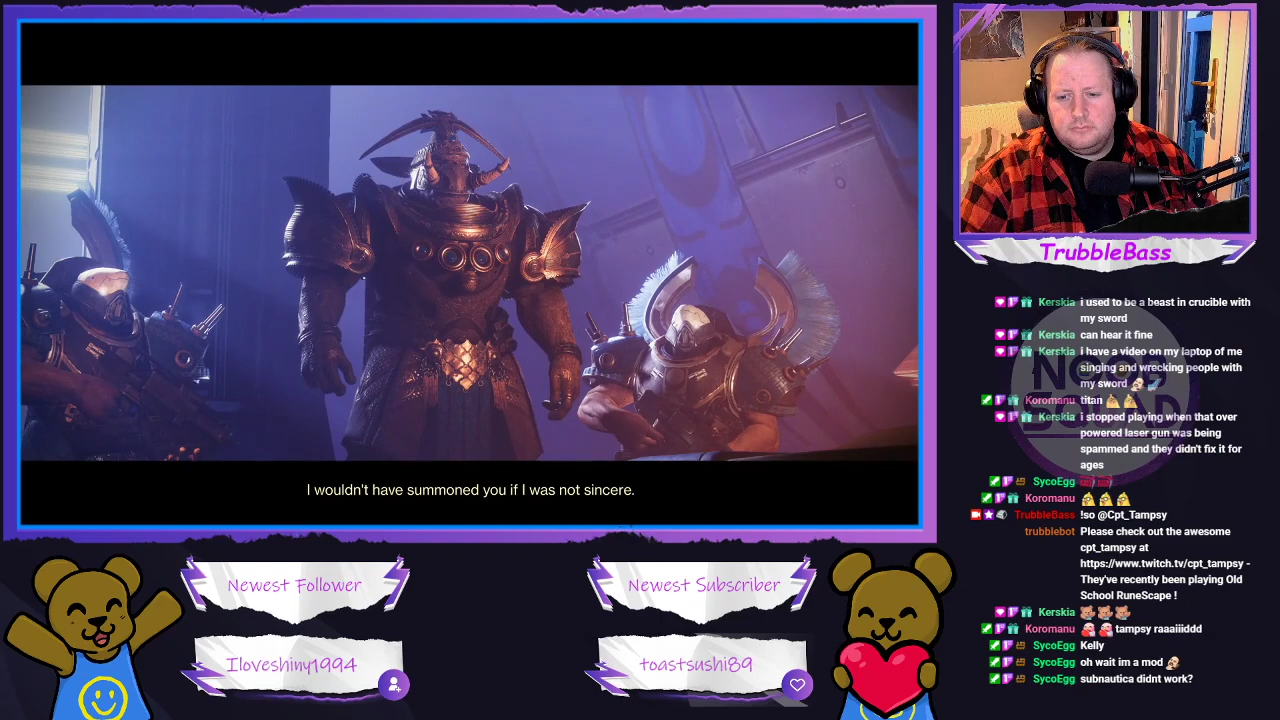 I wouldn't have summoned you if I was not sincere.
TrubbleBass
NOOB
SQUAD
Kerskia i used to be a beast in crucible with
my sword
Kerskia can hear it fine
Kerskia i have a video on my laptop of me
singing and wrecking people with
my sword
Koromanu titan
Kerskia i stopped playing when that over
powered laser gun was being
spammed and they didn't fix it for
ages
SycoEgg
Koromanu
TrubbleBass !so @Cpt_Tampsy
trubblebot Please check out the awesome
cpt_tampsy at
https://www.twitch.tv/cpt_tampsy -
They've recently been playing Old
School RuneScape !
Kerskia
Koromanu tampsy raaaiiiddd
SycoEgg Kelly
SycoEgg oh wait im a mod
SycoEgg subnautica didnt work?
Newest Follower
Iloveshiny1994
Newest Subscriber
toastsushi89